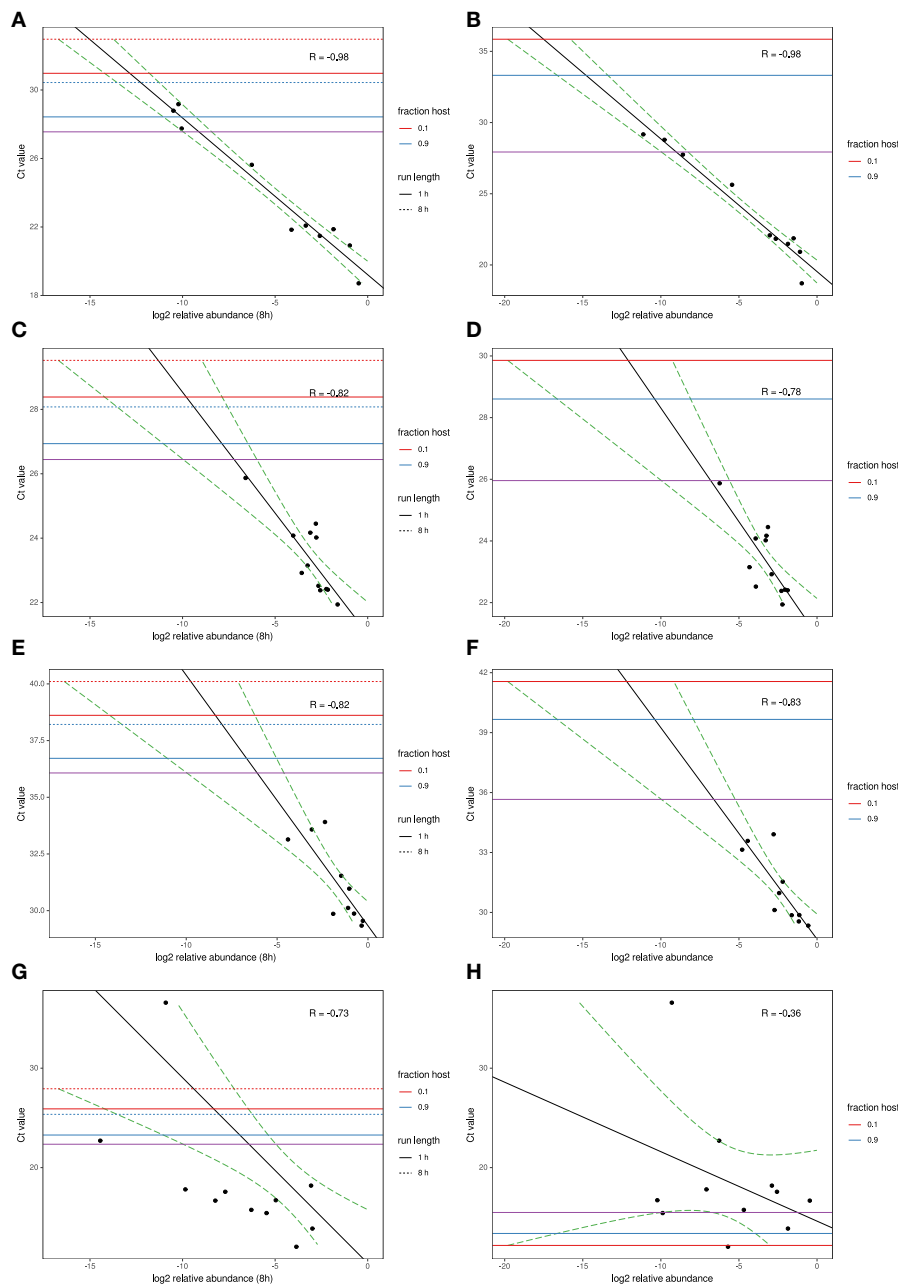 A
R = -0.98
30
26
22
18
Ct value
-15
-10
-5
0
log2 relative abundance (8h)
fraction host
0.1
0.9
run length
1 h
8 h
B
R = -0.98
35
30
25
20
Ct value
-20
-15
-10
-5
0
log2 relative abundance
fraction host
0.1
0.9
C
R = -0.82
28
26
24
22
Ct value
-15
-10
-5
0
log2 relative abundance (8h)
fraction host
0.1
0.9
run length
1 h
8 h
D
R = -0.78
30
28
26
24
22
Ct value
-20
-15
-10
-5
0
log2 relative abundance
fraction host
0.1
0.9
E
R = -0.82
40.0
37.5
35.0
32.5
30.0
Ct value
-15
-10
-5
0
log2 relative abundance (8h)
fraction host
0.1
0.9
run length
1 h
8 h
F
R = -0.83
42
39
36
33
30
Ct value
-20
-15
-10
-5
0
log2 relative abundance
fraction host
0.1
0.9
G
R = -0.73
30
20
Ct value
-15
-10
-5
0
log2 relative abundance (8h)
fraction host
0.1
0.9
run length
1 h
8 h
H
R = -0.36
30
20
Ct value
-20
-15
-10
-5
0
log2 relative abundance
fraction host
0.1
0.9